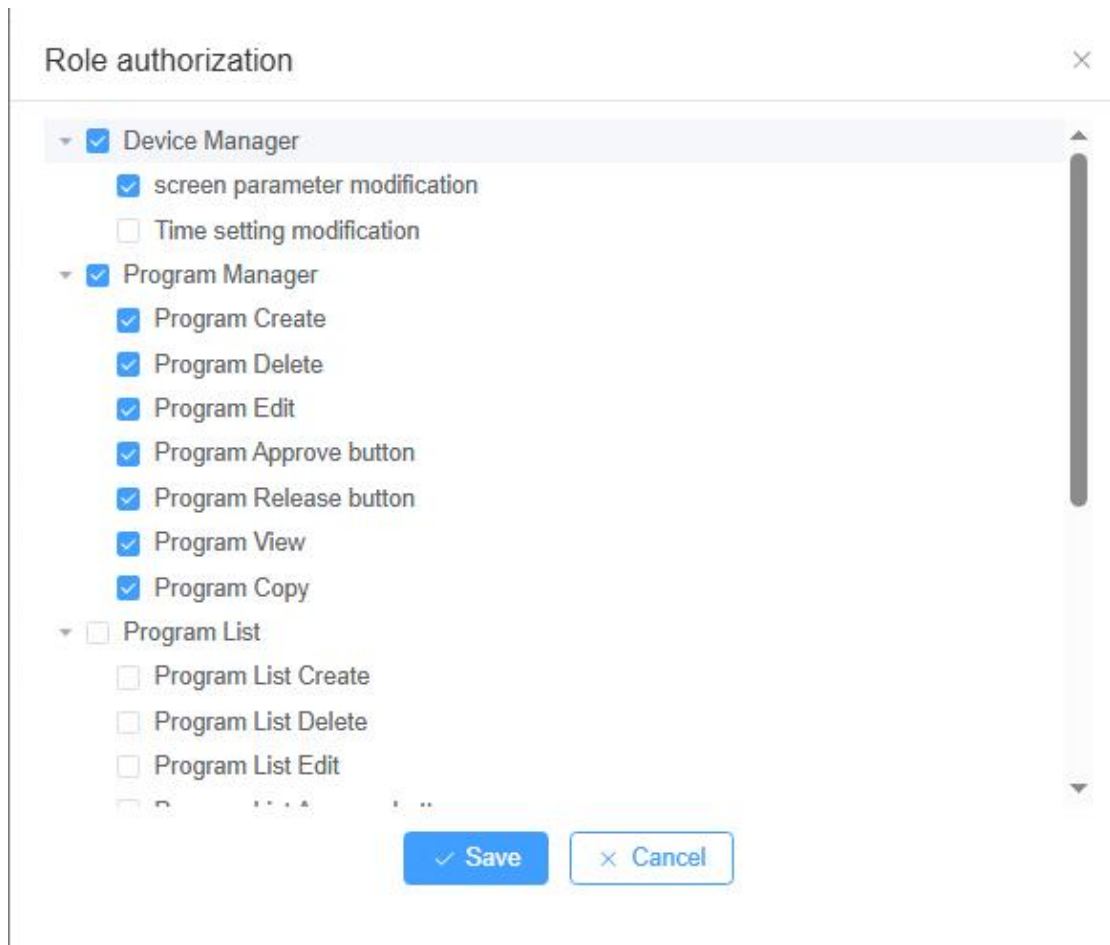 Role authorization
Device Manager
screen parameter modification
Time setting modification
Program Manager
Program Create
Program Delete
Program Edit
Program Approve button
Program Release button
Program View
Program Copy
Program List
Program List Create
Program List Delete
Program List Edit
Save
Cancel